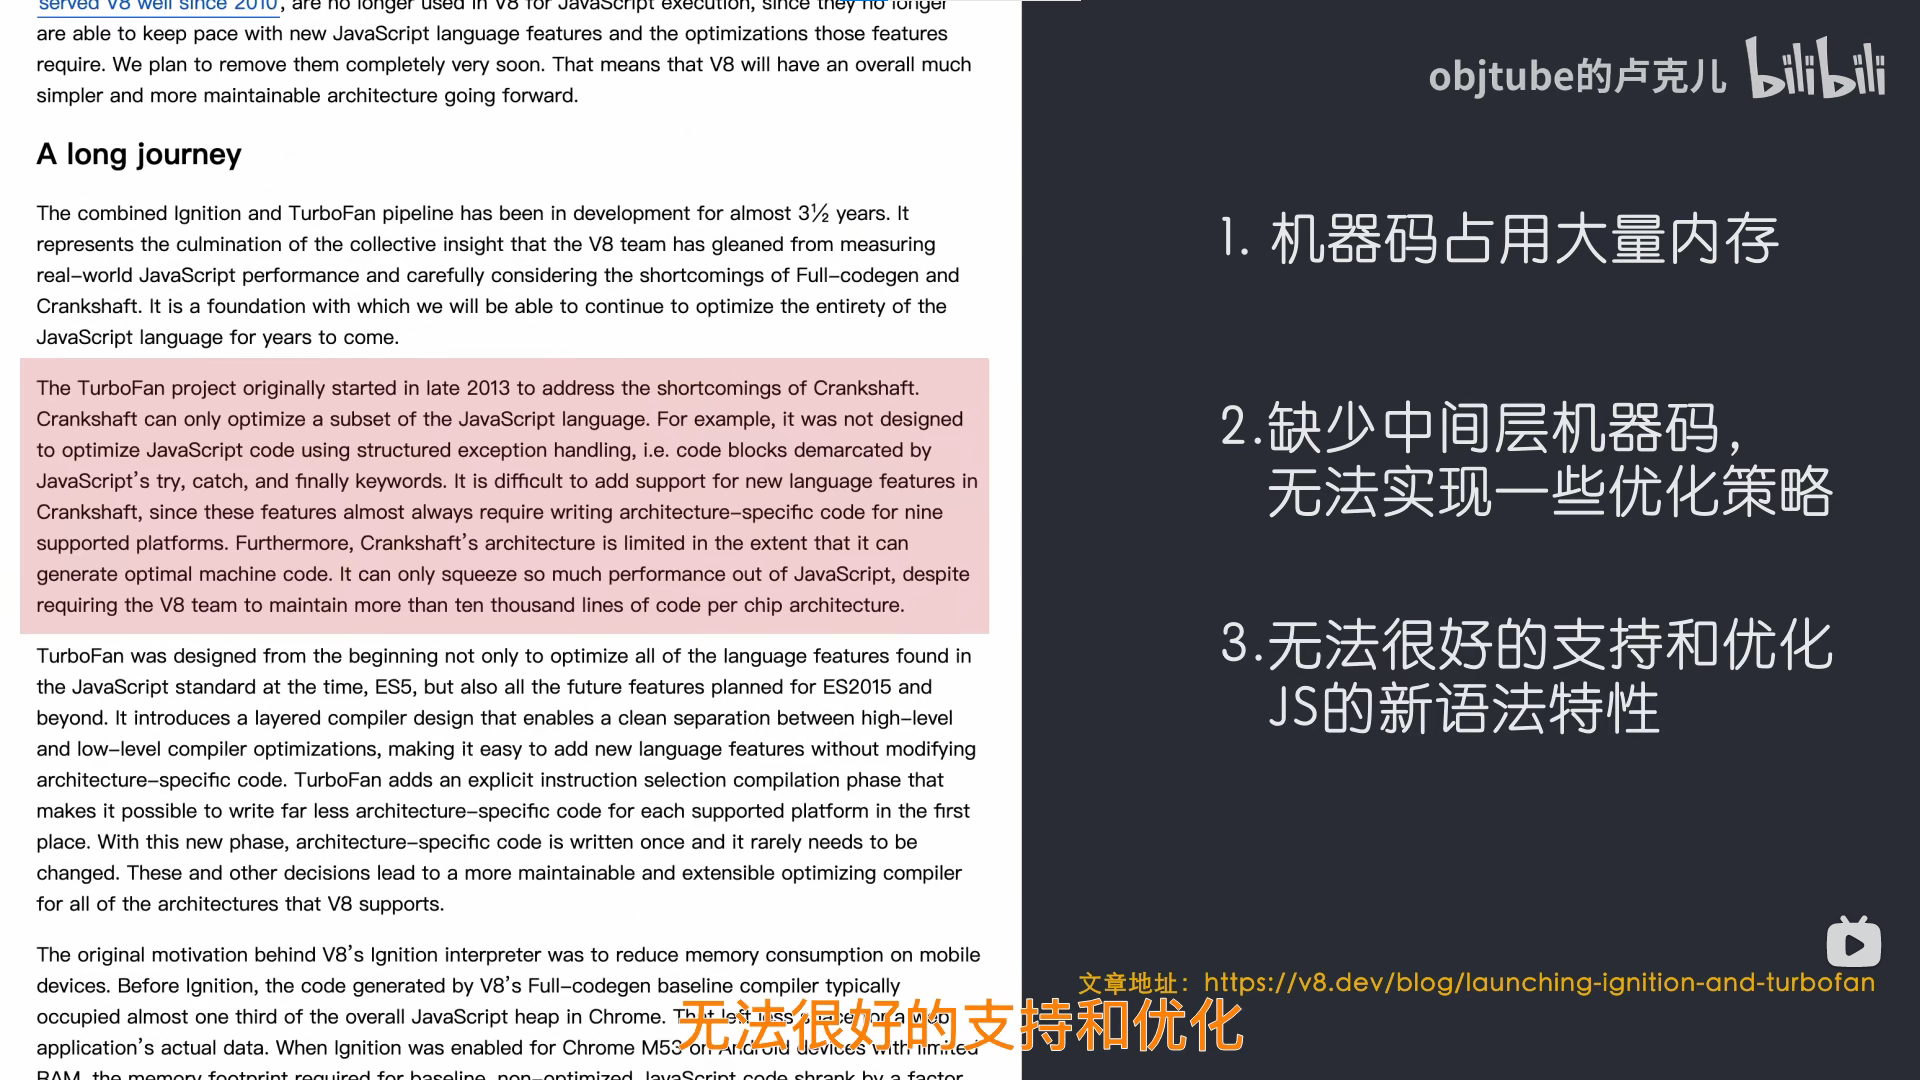 served V8 well since 2010, are no longer used in V8 for JavaScript execution, since they no longer
are able to keep pace with new JavaScript language features and the optimizations those features
require. We plan to remove them completely very soon. That means that V8 will have an overall much
simpler and more maintainable architecture going forward.
A long journey
The combined Ignition and TurboFan pipeline has been in development for almost 3½ years. It
represents the culmination of the collective insight that the V8 team has gleaned from measuring
real-world JavaScript performance and carefully considering the shortcomings of Full-codegen and
Crankshaft. It is a foundation with which we will be able to continue to optimize the entirety of the
JavaScript language for years to come.
The TurboFan project originally started in late 2013 to address the shortcomings of Crankshaft.
Crankshaft can only optimize a subset of the JavaScript language. For example, it was not designed
to optimize JavaScript code using structured exception handling, i.e. code blocks demarcated by
JavaScript's try, catch, and finally keywords. It is difficult to add support for new language features in
Crankshaft, since these features almost always require writing architecture-specific code for nine
supported platforms. Furthermore, Crankshaft's architecture is limited in the extent that it can
generate optimal machine code. It can only squeeze so much performance out of JavaScript, despite
requiring the V8 team to maintain more than ten thousand lines of code per chip architecture.
TurboFan was designed from the beginning not only to optimize all of the language features found in
the JavaScript standard at the time, ES5, but also all the future features planned for ES2015 and
beyond. It introduces a layered compiler design that enables a clean separation between high-level
and low-level compiler optimizations, making it easy to add new language features without modifying
architecture-specific code. TurboFan adds an explicit instruction selection compilation phase that
makes it possible to write far less architecture-specific code for each supported platform in the first
place. With this new phase, architecture-specific code is written once and it rarely needs to be
changed. These and other decisions lead to a more maintainable and extensible optimizing compiler
for all of the architectures that V8 supports.
The original motivation behind V8's Ignition interpreter was to reduce memory consumption on mobile
devices. Before Ignition, the code generated by V8's Full-codegen baseline compiler typically
occupied almost one third of the overall JavaScript heap in Chrome. That left less space for a web
application's actual data. When Ignition was enabled for Chrome M53 on Android devices with limited
RAM, the memory footprint required for baseline, non-optimized JavaScript code shrank by a factor
objtube的卢克儿 bilibili
1. 机器码占用大量内存
2.缺少中间层机器码，
无法实现一些优化策略
3.无法很好的支持和优化
JS的新语法特性
文章地址：https://v8.dev/blog/launching-ignition-and-turbofan
无法很好的支持和优化